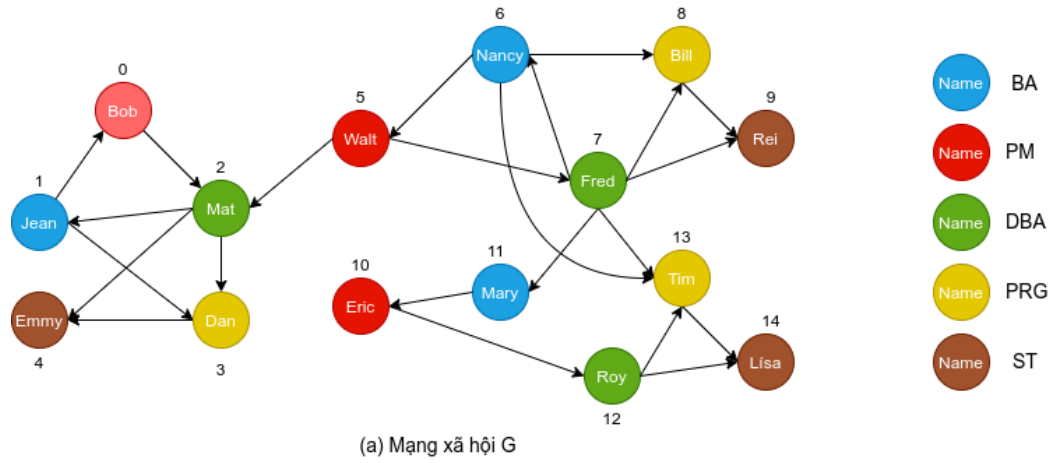 6
8
Nancy
Bill
0
5
9
Bob
Walt
Rei
7
1
2
Fred
Jean
Mat
13
11
10
Tim
Eric
Mary
14
Emmy
Dan
Roy
Lísa
4
3
12
Name BA
Name PM
Name DBA
Name PRG
Name ST
(a) Mạng xã hội G